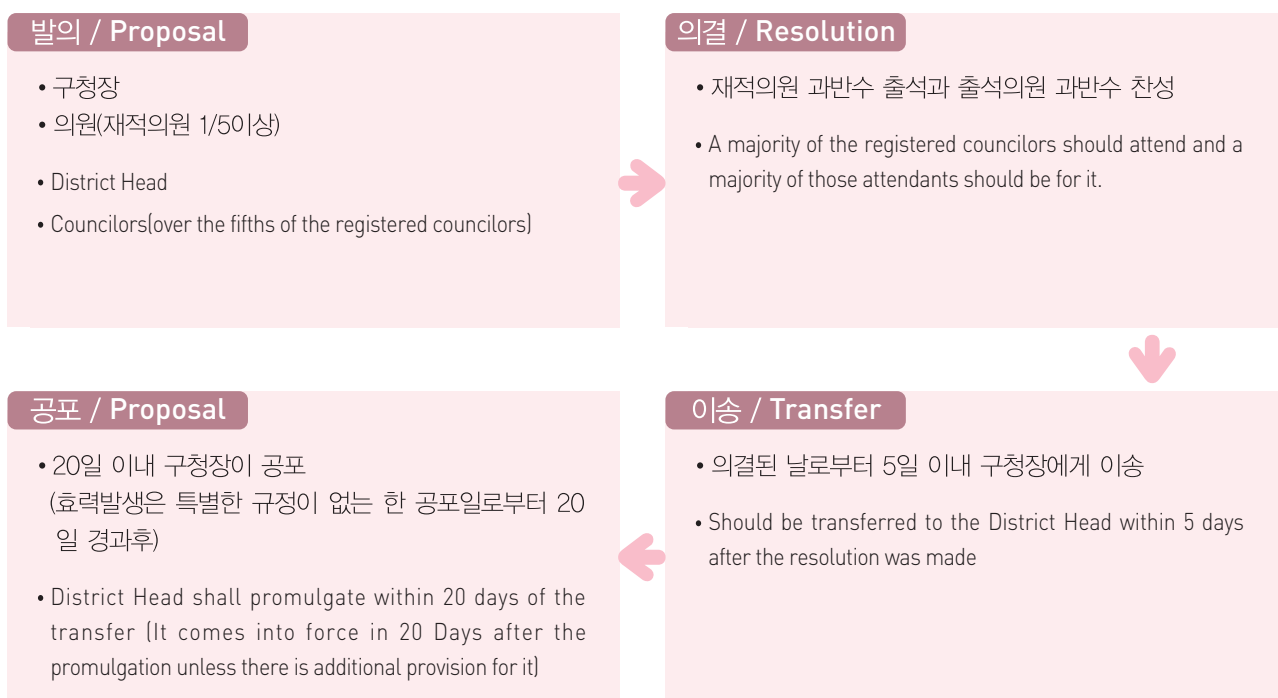 발의 / Proposal
• 구청장
• 의원(재적의원 1/5이상)
• District Head
• Councilors(over the fifths of the registered councilors)
의결 / Resolution
• 재적의원 과반수 출석과 출석의원 과반수 찬성
• A majority of the registered councilors should attend and a
majority of those attendants should be for it.
이송 / Transfer
• 의결된 날로부터 5일 이내 구청장에게 이송
• Should be transferred to the District Head within 5 days
after the resolution was made
공포 / Proposal
• 20일 이내 구청장이 공포
(효력발생은 특별한 규정이 없는 한 공포일로부터 20
일 경과후)
• District Head shall promulgate within 20 days of the
transfer (It comes into force in 20 Days after the
promulgation unless there is additional provision for it)